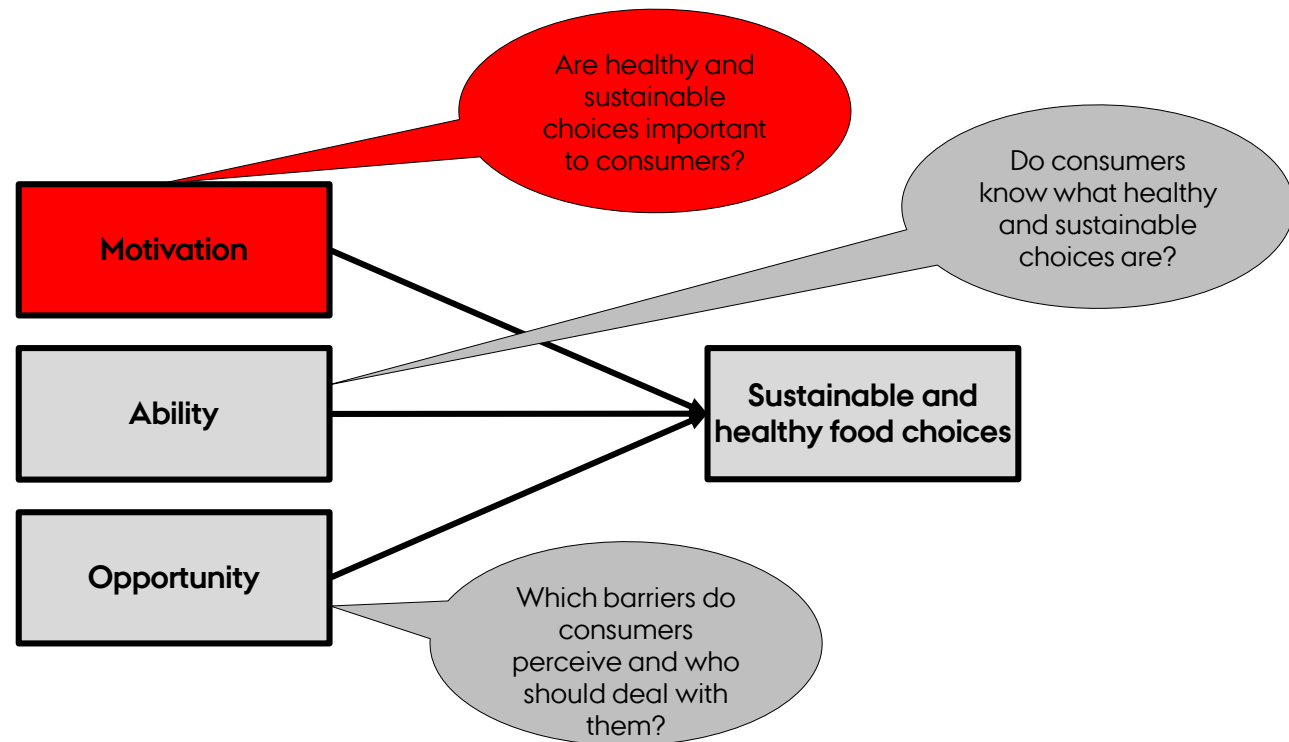 Are healthy and
sustainable
choices important
to consumers?
Do consumers
know what healthy
and sustainable
choices are?
Motivation
Ability
Sustainable and
healthy food choices
Opportunity
Which barriers do
consumers
perceive and who
should deal with
them?